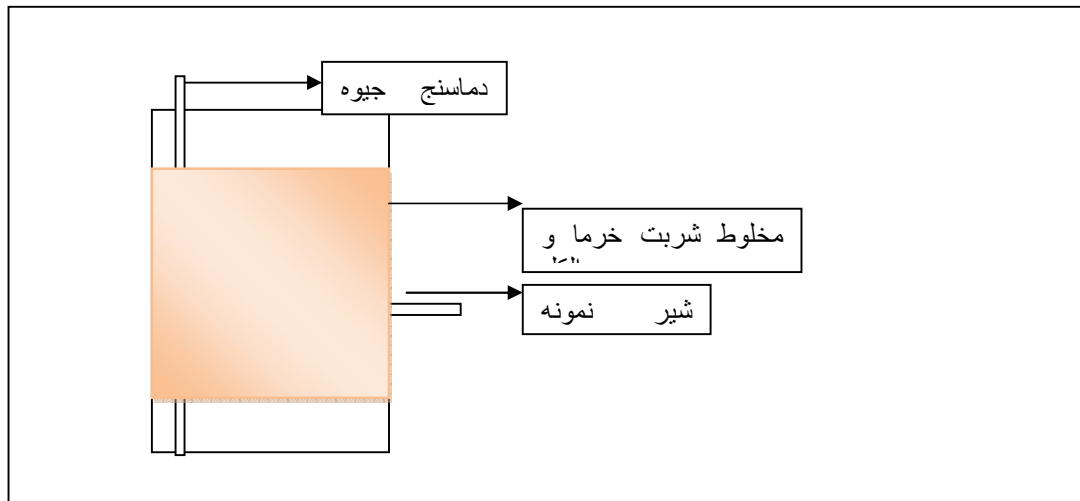 دماسنج جیوه
مخلوط شربت خرما و
شیر نمونه